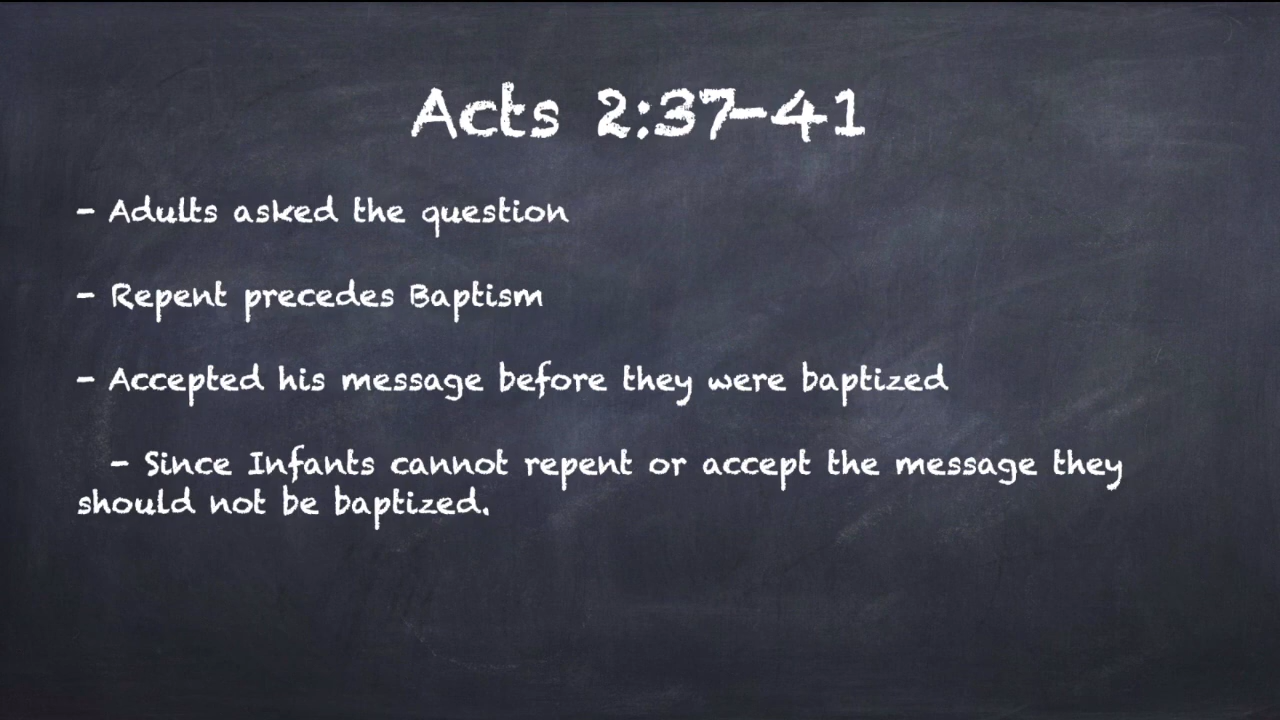 Acts 2:37-41
- Adults asked the question
- Repent precedes Baptism
- Accepted his message before they were baptized
- Since Infants cannot repent or accept the message they
should not be baptized.